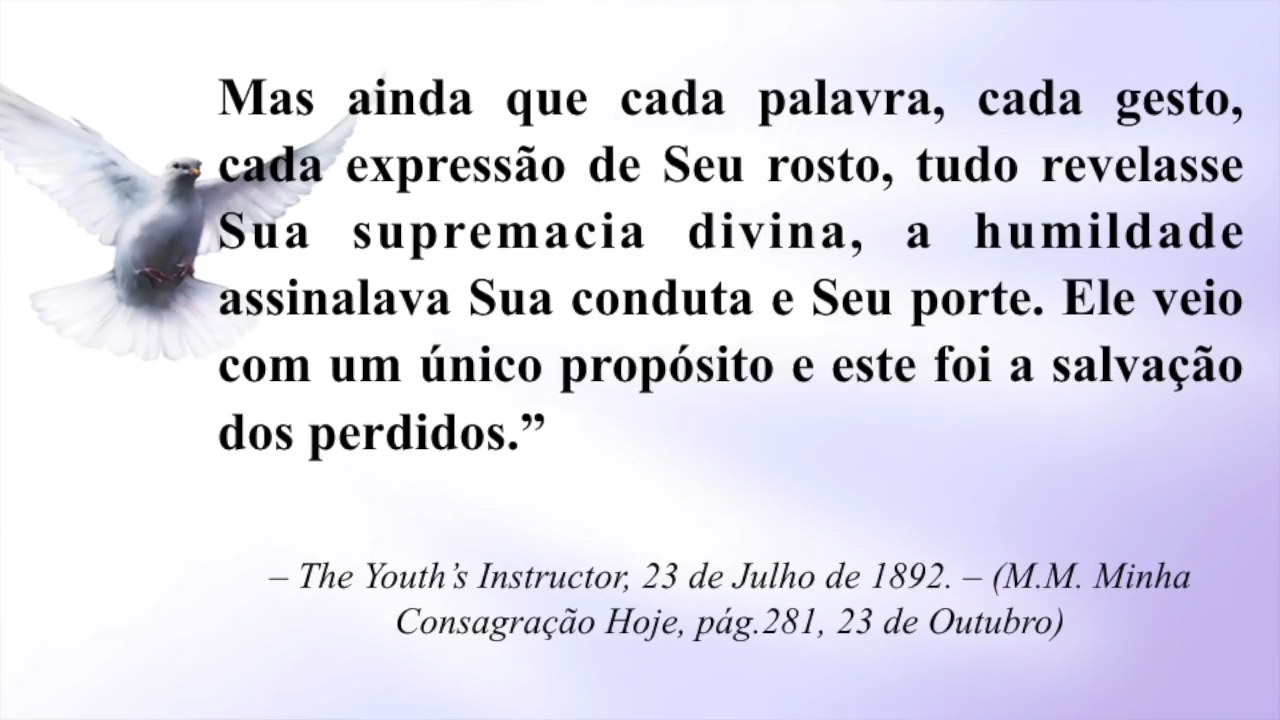 Mas ainda que cada palavra, cada gesto,
cada expressão de Seu rosto, tudo revelasse
Sua supremacia divina, a humildade
assinalava Sua conduta e Seu porte. Ele veio
com um único propósito e este foi a salvação
dos perdidos.”
– The Youth’s Instructor, 23 de Julho de 1892. – (M.M. Minha
Consagração Hoje, pág.281, 23 de Outubro)